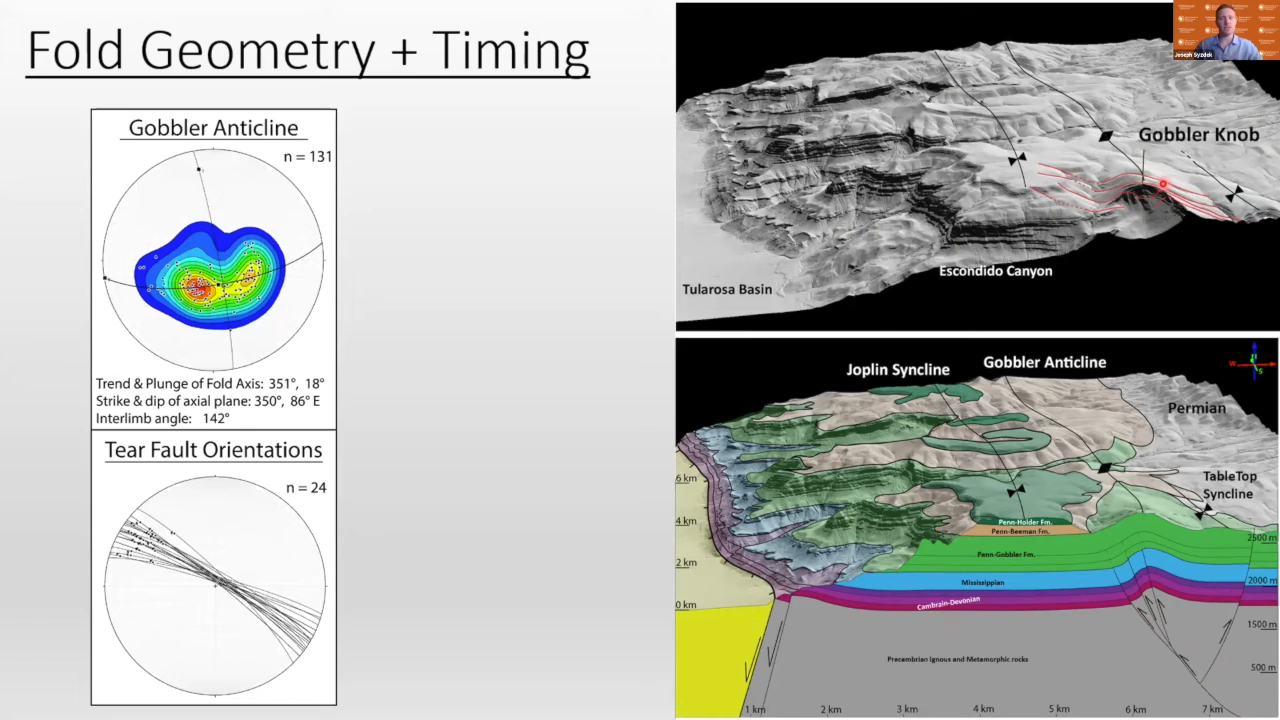 Fold Geometry + Timing
Gobbler Anticline
n = 131
Trend & Plunge of Fold Axis: 351°, 18°
Strike & dip of axial plane: 350°, 86° E
Interlimb angle: 142°
Tear Fault Orientations
n = 24
Joseph Syzdek
Gobbler Knob
Escondido Canyon
Tularosa Basin
Joplin Syncline
Gobbler Anticline
W
S
Permian
TableTop
Syncline
6 km
4 km
2 km
0 km
Penn-Holder Fm.
Penn-Beeman Fm.
Penn-Gobbler Fm.
Mississippian
Cambrain-Devonian
Precambrian Ignous and Metamorphic rocks
2500 m
2000 m
1500 m
500 m
1 km
2 km
3 km
4 km
5 km
6 km
7 km